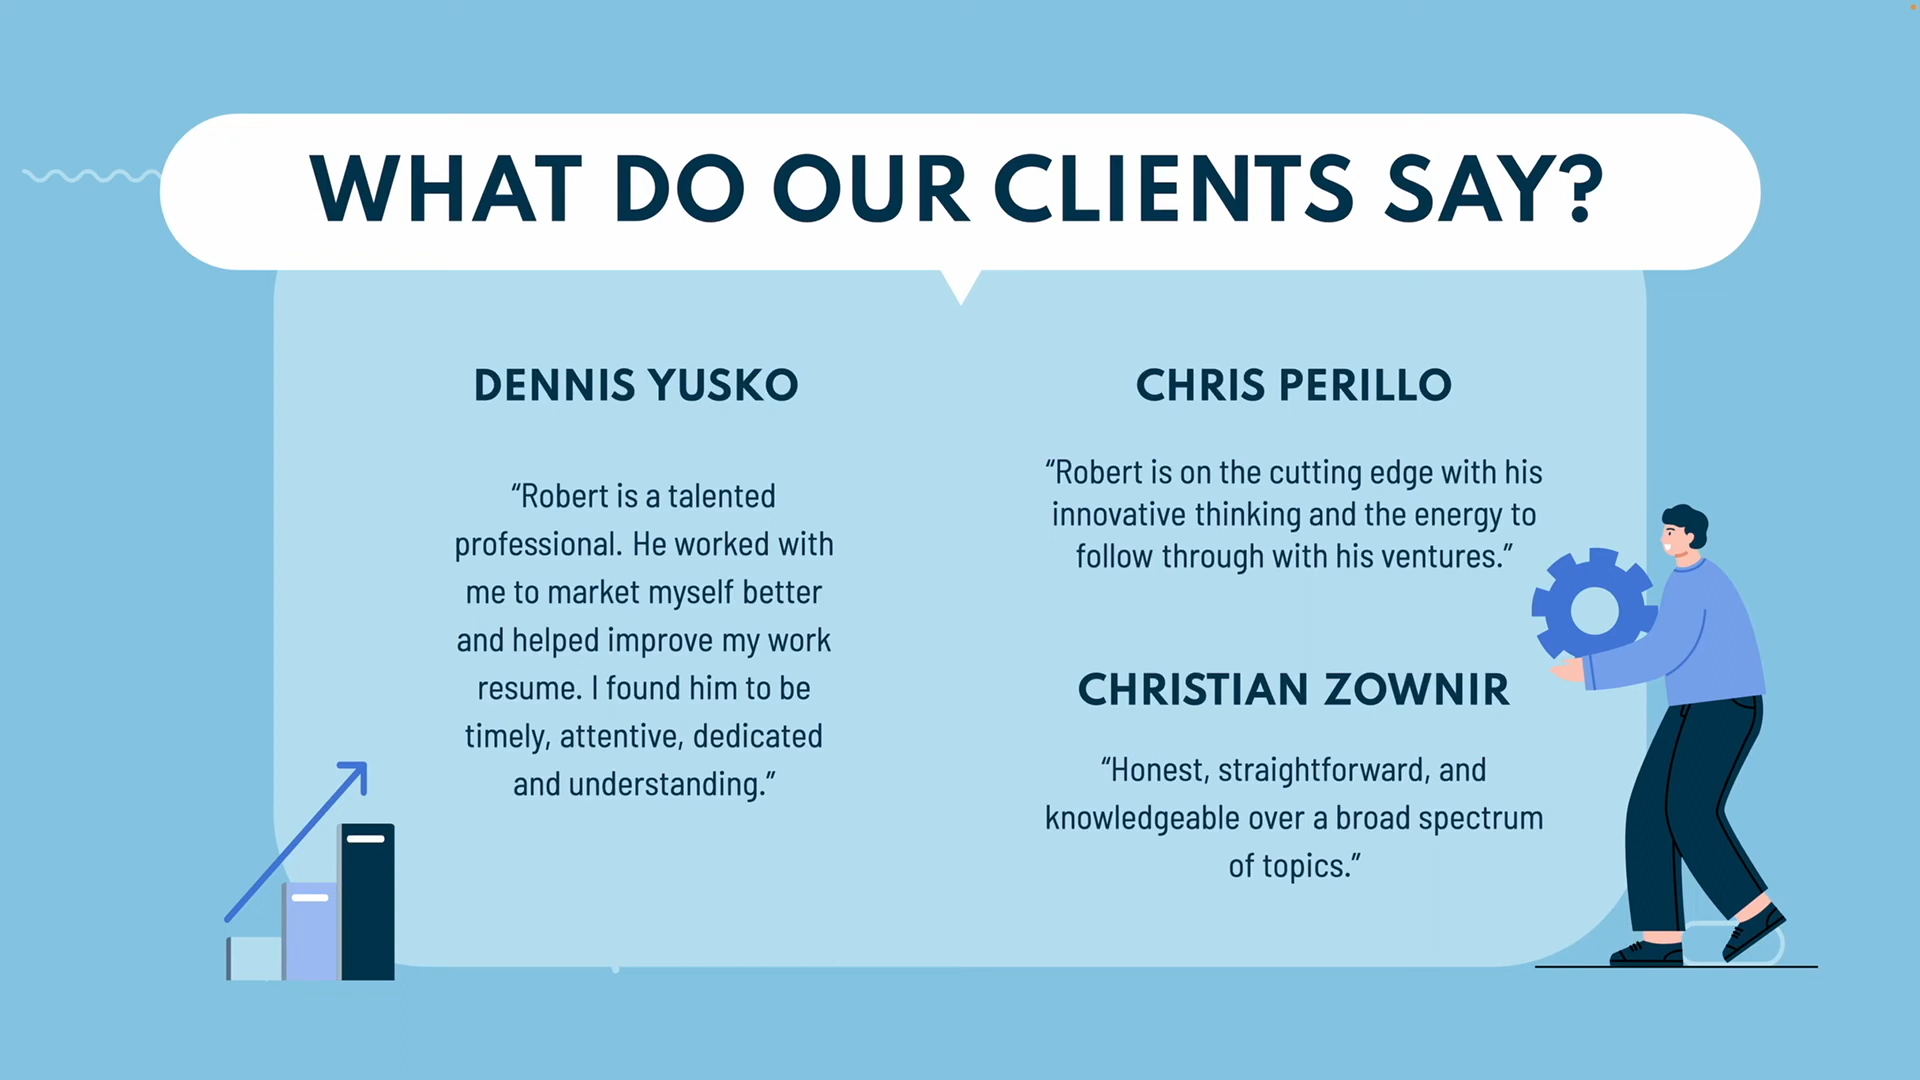 WHAT DO OUR CLIENTS SAY?
DENNIS YUSKO
“Robert is a talented
professional. He worked with
me to market myself better
and helped improve my work
resume. I found him to be
timely, attentive, dedicated
and understanding.”
CHRIS PERILLO
“Robert is on the cutting edge with his
innovative thinking and the energy to
follow through with his ventures.”
CHRISTIAN ZOWNIR
“Honest, straightforward, and
knowledgeable over a broad spectrum
of topics.”